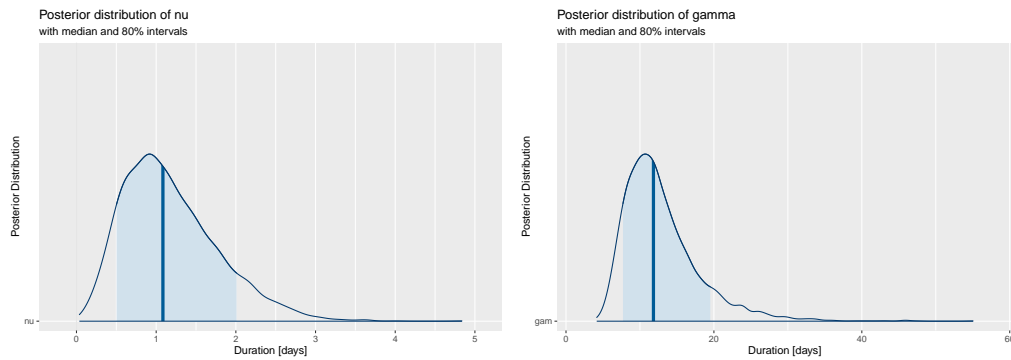 Posterior distribution of nu
with median and 80% intervals
Posterior Distribution
nu
0 1 2 3 4 5
Duration [days]
Posterior distribution of gamma
with median and 80% intervals
Posterior Distribution
gam
0 20 40 60
Duration [days]